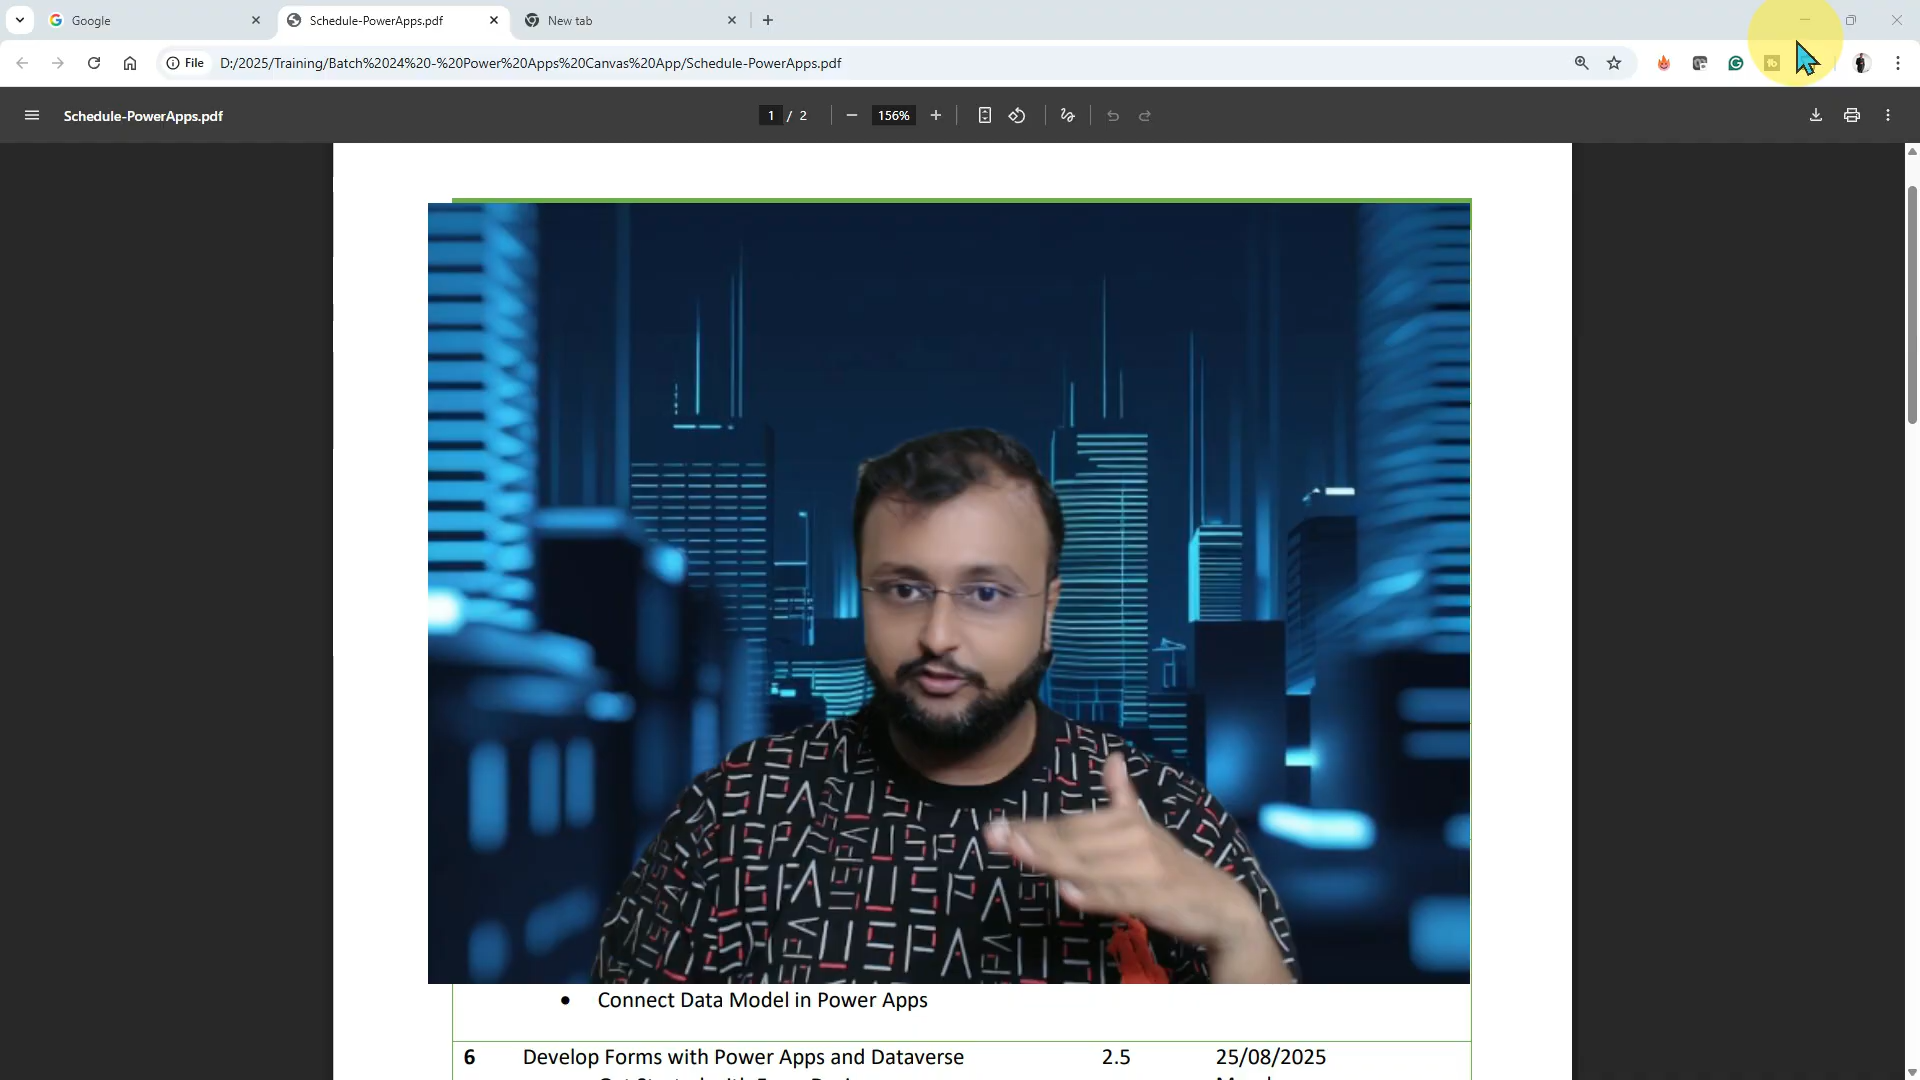 Google
Schedule-PowerApps.pdf
New tab
File
D:/2025/Training/Batch%2024%20-%20Power%20Apps%20Canvas%20App/Schedule-PowerApps.pdf
Schedule-PowerApps.pdf
1 / 2
156%
• Connect Data Model in Power Apps
6 Develop Forms with Power Apps and Dataverse 2.5 25/08/2025